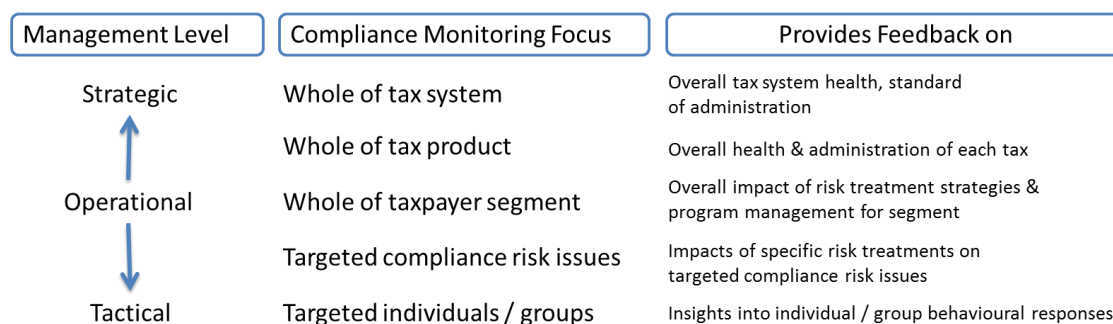 Management Level
Compliance Monitoring Focus
Provides Feedback on
Strategic
Whole of tax system
Overall tax system health, standard
of administration
Whole of tax product
Overall health & administration of each tax
Operational
Whole of taxpayer segment
Overall impact of risk treatment strategies &
program management for segment
Targeted compliance risk issues
Impacts of specific risk treatments on
targeted compliance risk issues
Tactical
Targeted individuals / groups
Insights into individual / group behavioural responses